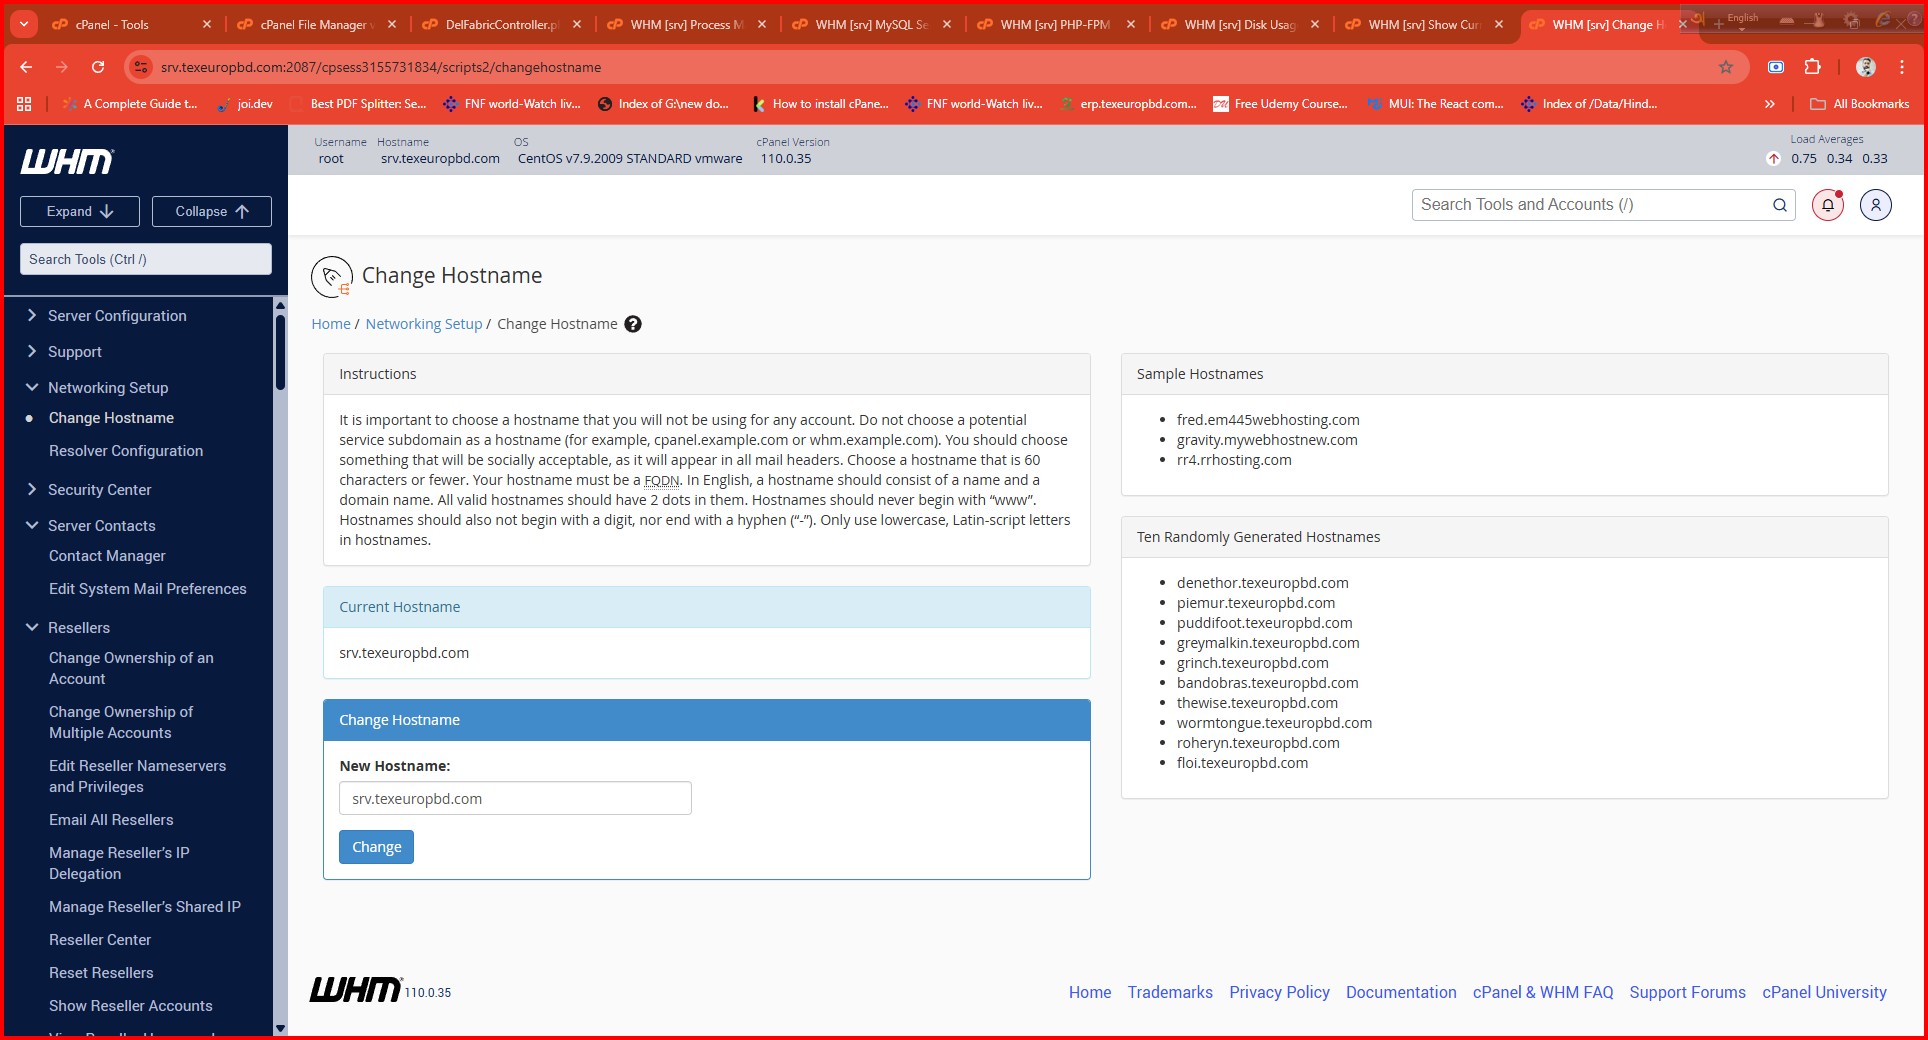 cPanel - Tools
cPanel File Manager v
DelFabricController.p
WHM [srv] Process M
WHM [srv] MySQL Se
WHM [srv] PHP-FPM
WHM [srv] Disk Usag
WHM [srv] Show Cur
WHM [srv] Change H
English
srv.texeuropbd.com:2087/cpsess3155731834/scripts2/changehostname
A Complete Guide t...
joi.dev
Best PDF Splitter: Se...
FNF world-Watch liv...
Index of G:\new do...
How to install cPane...
FNF world-Watch liv...
erp.texeuropbd.com...
Free Udemy Course...
MUI: The React com...
Index of /Data/Hind...
All Bookmarks
WHM
Username
root
Hostname
srv.texeuropbd.com
OS
CentOS v7.9.2009 STANDARD vmware
cPanel Version
110.0.35
Load Averages
0.75 0.34 0.33
Expand
Collapse
Search Tools (Ctrl /)
Search Tools and Accounts (/)
Server Configuration
Support
Networking Setup
Change Hostname
Resolver Configuration
Security Center
Server Contacts
Contact Manager
Edit System Mail Preferences
Resellers
Change Ownership of an
Account
Change Ownership of
Multiple Accounts
Edit Reseller Nameservers
and Privileges
Email All Resellers
Manage Reseller's IP
Delegation
Manage Reseller's Shared IP
Reseller Center
Reset Resellers
Show Reseller Accounts
Change Hostname
Home / Networking Setup / Change Hostname
Instructions
It is important to choose a hostname that you will not be using for any account. Do not choose a potential
service subdomain as a hostname (for example, cpanel.example.com or whm.example.com). You should choose
something that will be socially acceptable, as it will appear in all mail headers. Choose a hostname that is 60
characters or fewer. Your hostname must be a FQDN. In English, a hostname should consist of a name and a
domain name. All valid hostnames should have 2 dots in them. Hostnames should never begin with “www”.
Hostnames should also not begin with a digit, nor end with a hyphen (“-”). Only use lowercase, Latin-script letters
in hostnames.
Current Hostname
srv.texeuropbd.com
Change Hostname
New Hostname:
srv.texeuropbd.com
Change
Sample Hostnames
fred.em445webhosting.com
gravity.mywebhostnew.com
rr4.rrhosting.com
Ten Randomly Generated Hostnames
denethor.texeuropbd.com
piemur.texeuropbd.com
puddifoot.texeuropbd.com
greymalkin.texeuropbd.com
grinch.texeuropbd.com
bandobras.texeuropbd.com
thewise.texeuropbd.com
wormtongue.texeuropbd.com
roheryn.texeuropbd.com
floi.texeuropbd.com
WHM 110.0.35
Home
Trademarks
Privacy Policy
Documentation
cPanel & WHM FAQ
Support Forums
cPanel University